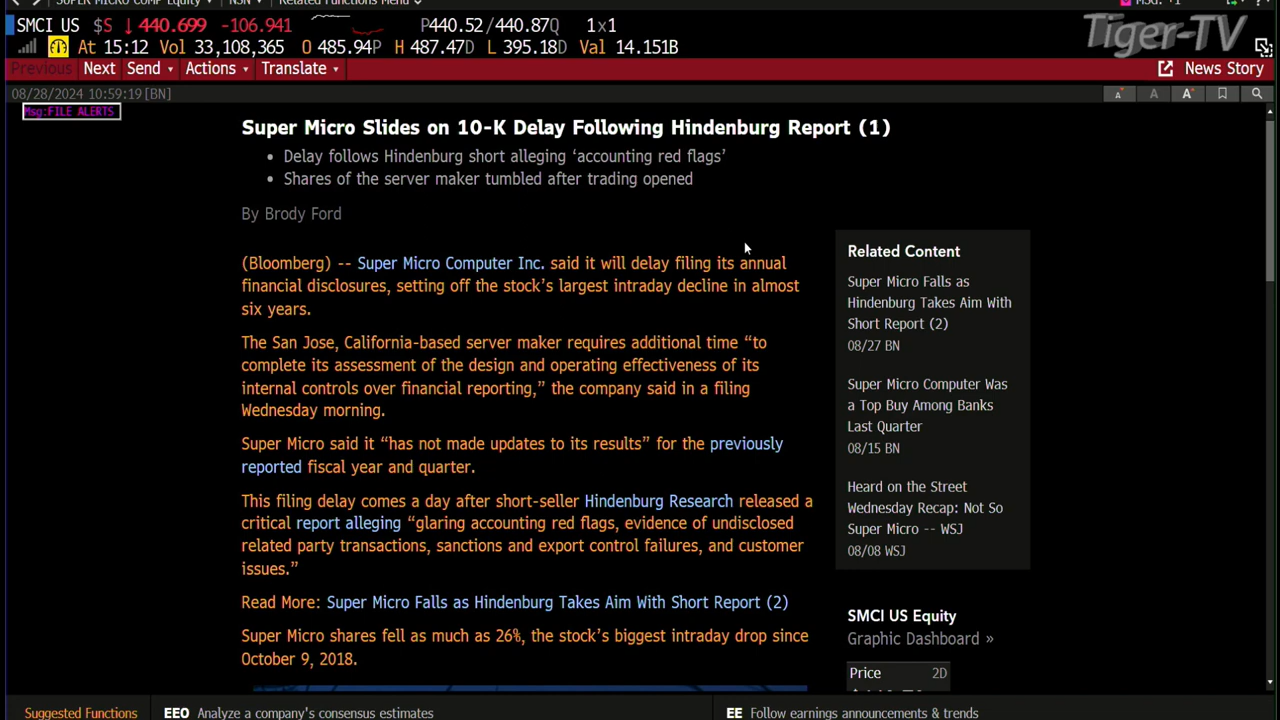 SUPER MICRO COMP Equity NSN Related Functions Menu Msg: +1
SMCI US $S ↓ 440.699 -106.941 P440.52/440.87Q 1x1
At 15:12 Vol 33,108,365 O 485.94P H 487.47D L 395.18D Val 14.151B
Tiger-TV
Previous Next Send Actions Translate News Story
08/28/2024 10:59:19[BN] A A A
Msg:FILE ALERTS
Super Micro Slides on 10-K Delay Following Hindenburg Report (1)
• Delay follows Hindenburg short alleging ‘accounting red flags’
• Shares of the server maker tumbled after trading opened
By Brody Ford
(Bloomberg) -- Super Micro Computer Inc. said it will delay filing its annual
financial disclosures, setting off the stock’s largest intraday decline in almost
six years.
The San Jose, California-based server maker requires additional time “to
complete its assessment of the design and operating effectiveness of its
internal controls over financial reporting,” the company said in a filing
Wednesday morning.
Super Micro said it “has not made updates to its results” for the previously
reported fiscal year and quarter.
This filing delay comes a day after short-seller Hindenburg Research released a
critical report alleging “glaring accounting red flags, evidence of undisclosed
related party transactions, sanctions and export control failures, and customer
issues.”
Read More: Super Micro Falls as Hindenburg Takes Aim With Short Report (2)
Super Micro shares fell as much as 26%, the stock’s biggest intraday drop since
October 9, 2018.
Related Content
Super Micro Falls as
Hindenburg Takes Aim With
Short Report (2)
08/27 BN
Super Micro Computer Was
a Top Buy Among Banks
Last Quarter
08/15 BN
Heard on the Street
Wednesday Recap: Not So
Super Micro -- WSJ
08/08 WSJ
SMCI US Equity
Graphic Dashboard »
Price 2D
Suggested Functions EEO Analyze a company's consensus estimates EE Follow earnings announcements & trends